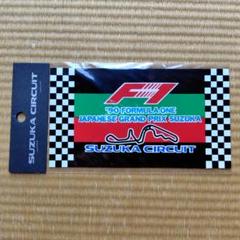 SUZUKA CIRCUIT
F1
'90 FORMULA ONE
JAPANESE GRAND PRIX SUZUKA
SUZUKA CIRCUIT